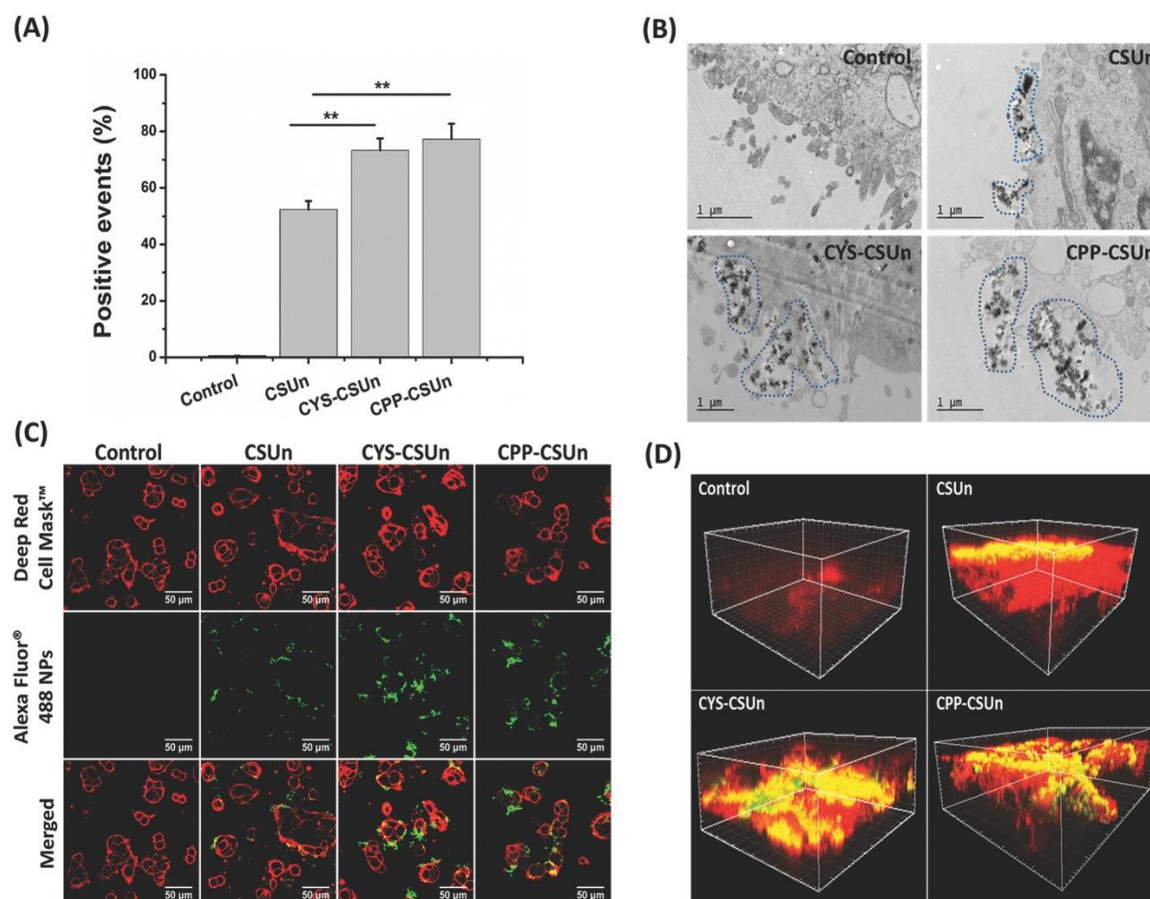 (A)
Positive events (%)
100
80
60
40
20
0
**
**
Control
CSUn
CYS-CSUn
CPP-CSUn
(B)
Control
1 µm
CSUn
1 µm
CYS-CSUn
1 µm
CPP-CSUn
1 µm
(C)
Control
CSUn
CYS-CSUn
CPP-CSUn
Deep Red
Cell Mask™
50 µm
50 µm
50 µm
50 µm
Alexa Fluor®
488 NPs
50 µm
50 µm
50 µm
50 µm
Merged
50 µm
50 µm
50 µm
50 µm
(D)
Control
CSUn
CYS-CSUn
CPP-CSUn